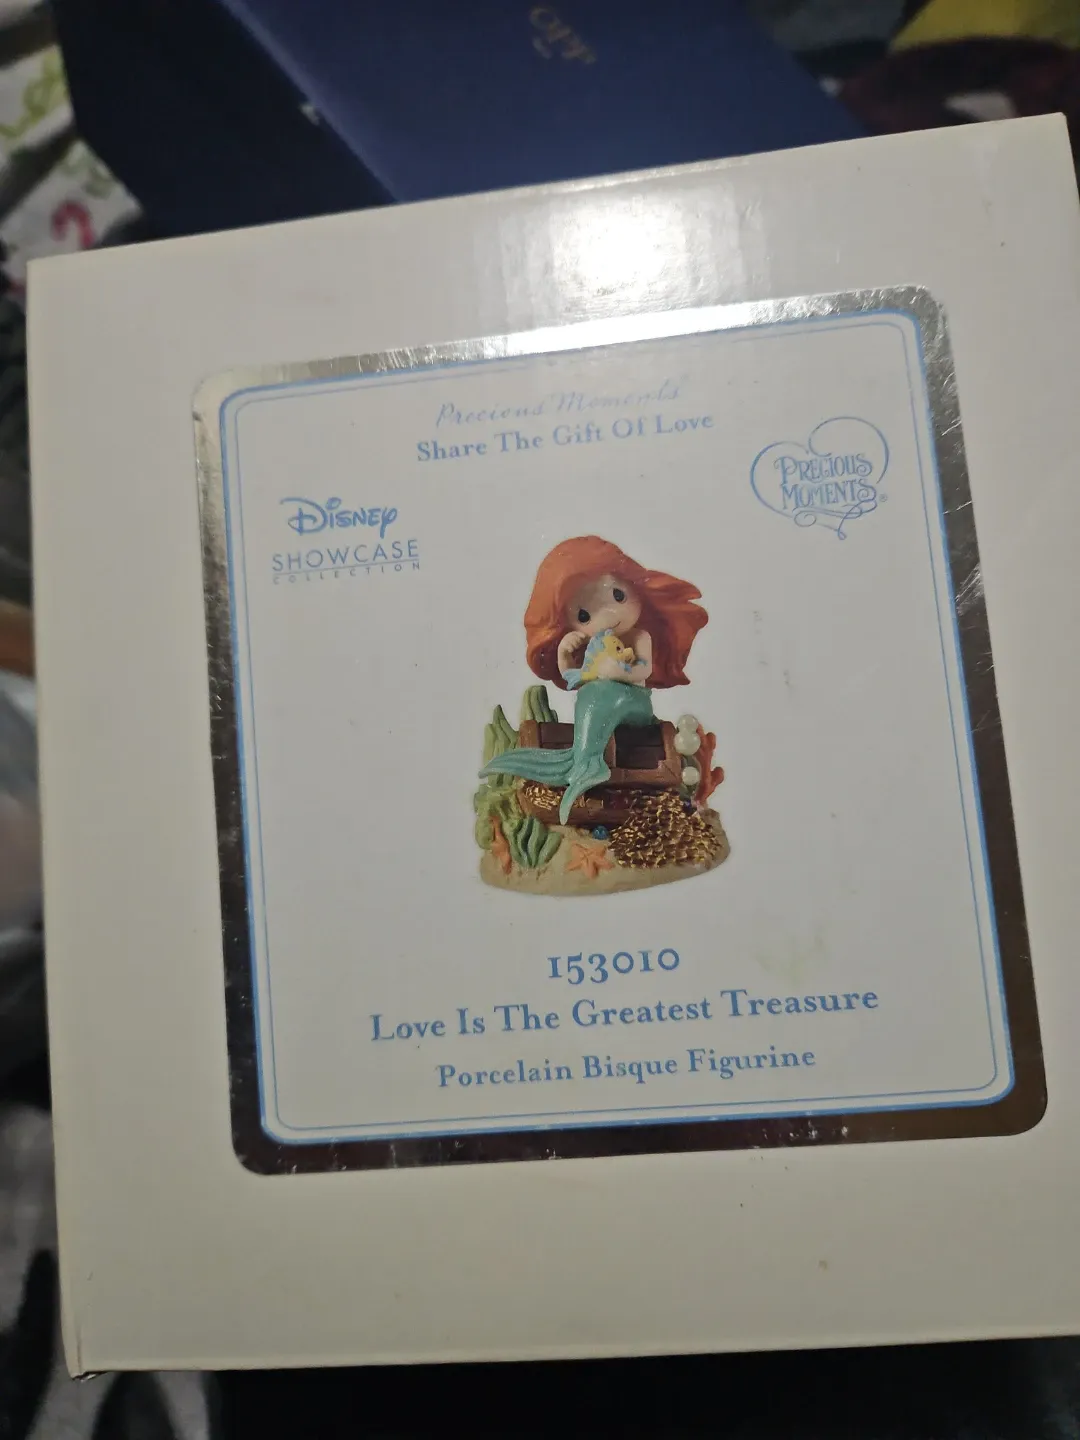 Precious Moments
Share The Gift Of Love
DISNEY
SHOWCASE
COLLECTION
PRECIOUS
MOMENTS®
153010
Love Is The Greatest Treasure
Porcelain Bisque Figurine